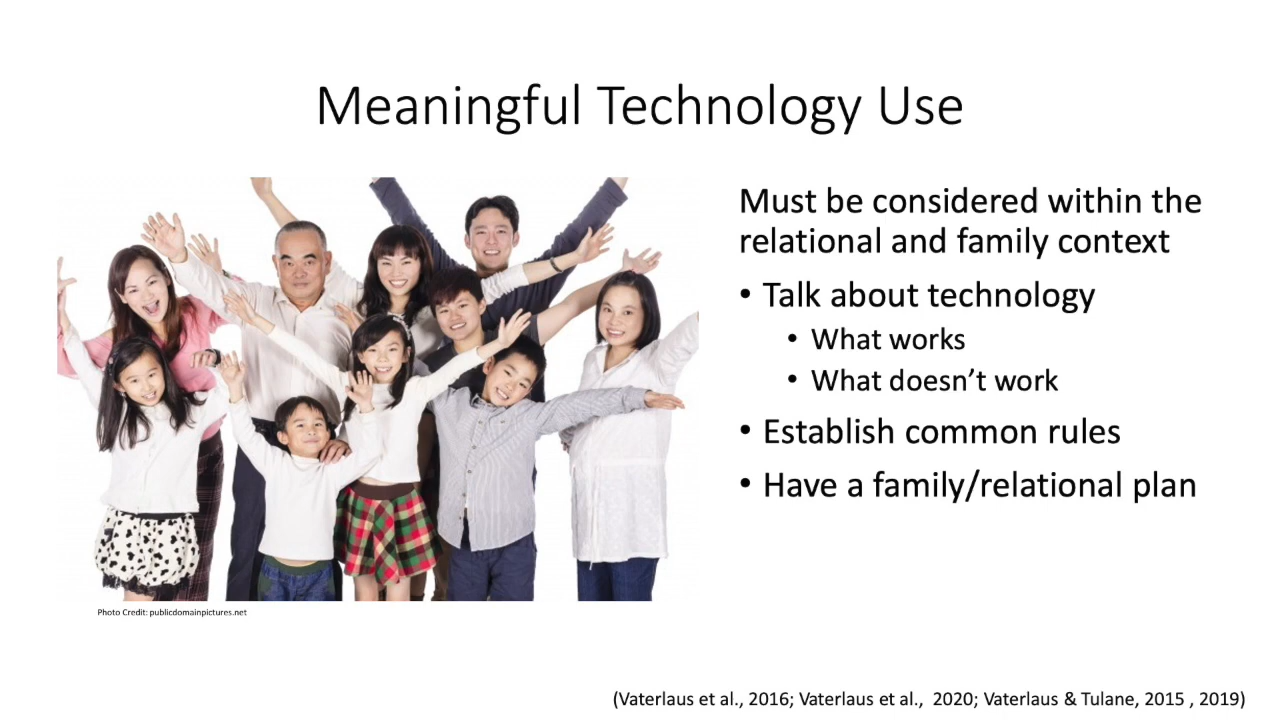 Meaningful Technology Use
Must be considered within the
relational and family context
• Talk about technology
• What works
• What doesn’t work
• Establish common rules
• Have a family/relational plan
Photo Credit: publicdomainpictures.net
(Vaterlaus et al., 2016; Vaterlaus et al.,  2020; Vaterlaus & Tulane, 2015 , 2019)